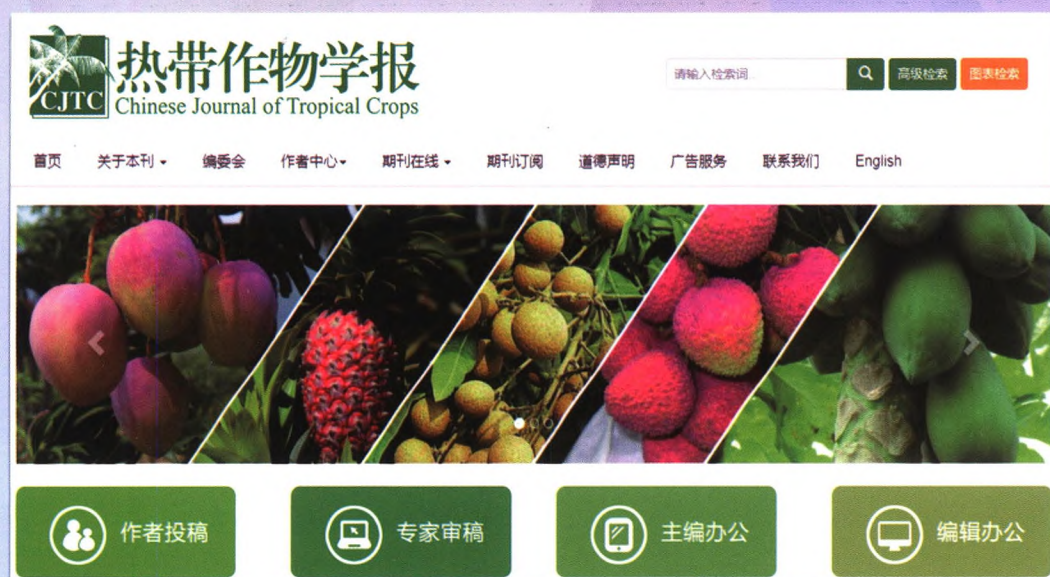 CJTC
热带作物学报
Chinese Journal of Tropical Crops
请输入检索词
高级检索
图表检索
首页 关于本刊 编委会 作者中心 期刊在线 期刊订阅 道德声明 广告服务 联系我们 English
作者投稿 专家审稿 主编办公 编辑办公